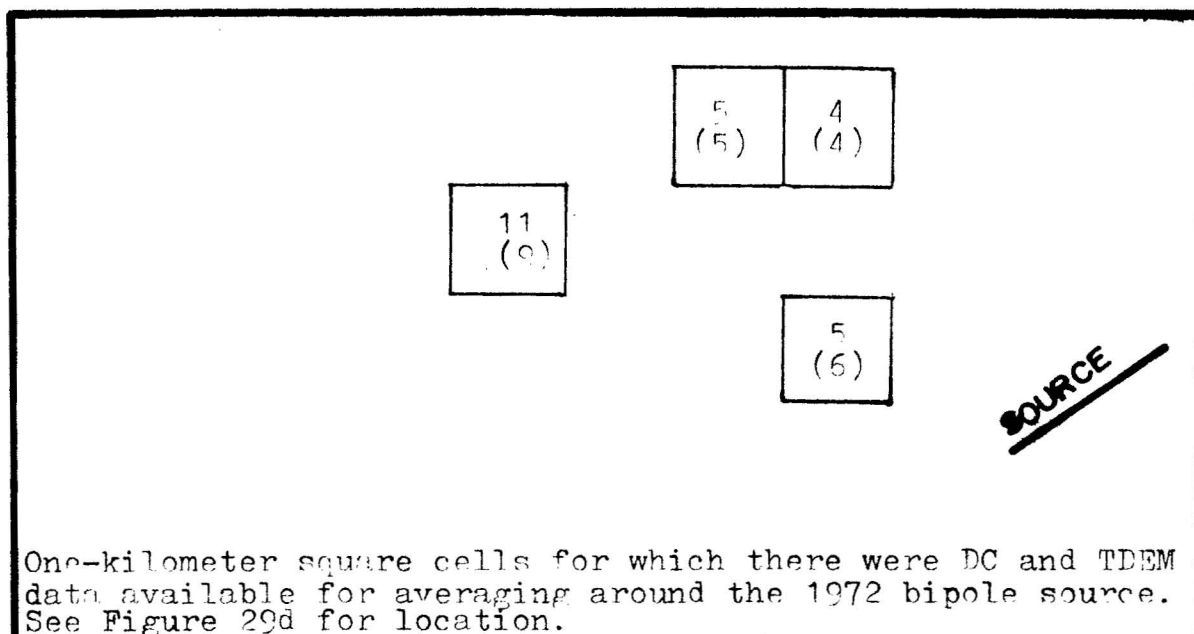 5 4
(5) (4)
11
(9)
5
(6)
SOURCE
One-kilometer square cells for which there were DC and TDEM
data available for averaging around the 1972 bipole source.
See Figure 29d for location.